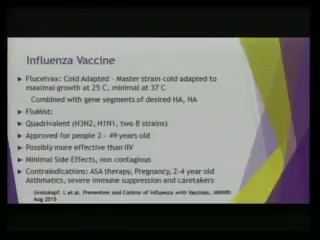 Influenza Vaccine
Flucelvax: Cold Adapted - Master strain cold adapted to
maximal growth at 25 C, minimal at 37 C
Combined with gene segments of desired HA, NA
FluMist:
Quadrivalent (H3N2, H1N1, two B strains)
Approved for people 2 - 49 years old
Possibly more effective than IIV
Minimal Side Effects, non contagious
Contraindications: ASA therapy, Pregnancy, 2-4 year old
Asthmatics, severe immune suppression and caretakers
L et al. Prevention and Control of Influenza with Vaccines. MMWR:
Aug 2015